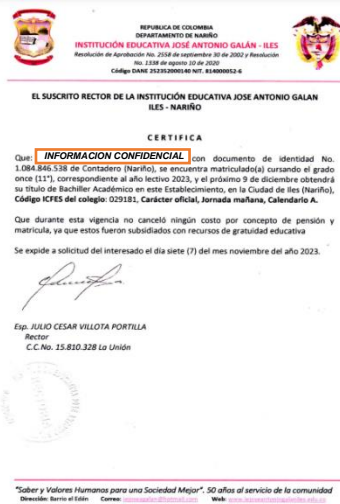 REPUBLICA DE COLOMBIA
DEPARTAMENTO DE NARIÑO
INSTITUCIÓN EDUCATIVA JOSÉ ANTONIO GALÁN - ILES
Resolución de Aprobación No. 2558 de septiembre 30 de 2002 y Resolución
No. 1338 de agosto 10 de 2020
Código DANE 252352000140 NIT. 814000052-6
EL SUSCRITO RECTOR DE LA INSTITUCIÓN EDUCATIVA JOSE ANTONIO GALAN
ILES - NARIÑO
CERTIFICA
Que: INFORMACION CONFIDENCIAL con documento de identidad No.
1.084.846.538 de Contadero (Nariño), se encuentra matriculado(a) cursando el grado
once (11°), correspondiente al año lectivo 2023, y el próximo 9 de diciembre obtendrá
su título de Bachiller Académico en este Establecimiento, en la Ciudad de Iles (Nariño),
Código ICFES del colegio: 029181, Carácter oficial, Jornada mañana, Calendario A.
Que durante esta vigencia no canceló ningún costo por concepto de pensión y
matricula, ya que estos fueron subsidiados con recursos de gratuidad educativa
Se expide a solicitud del interesado el día siete (7) del mes noviembre del año 2023.
Esp. JULIO CESAR VILLOTA PORTILLA
Rector
C.C.No. 15.810.328 La Unión
"Saber y Valores Humanos para una Sociedad Mejor". 50 años al servicio de la comunidad
Dirección: Barrio el Edén Correo: Web: